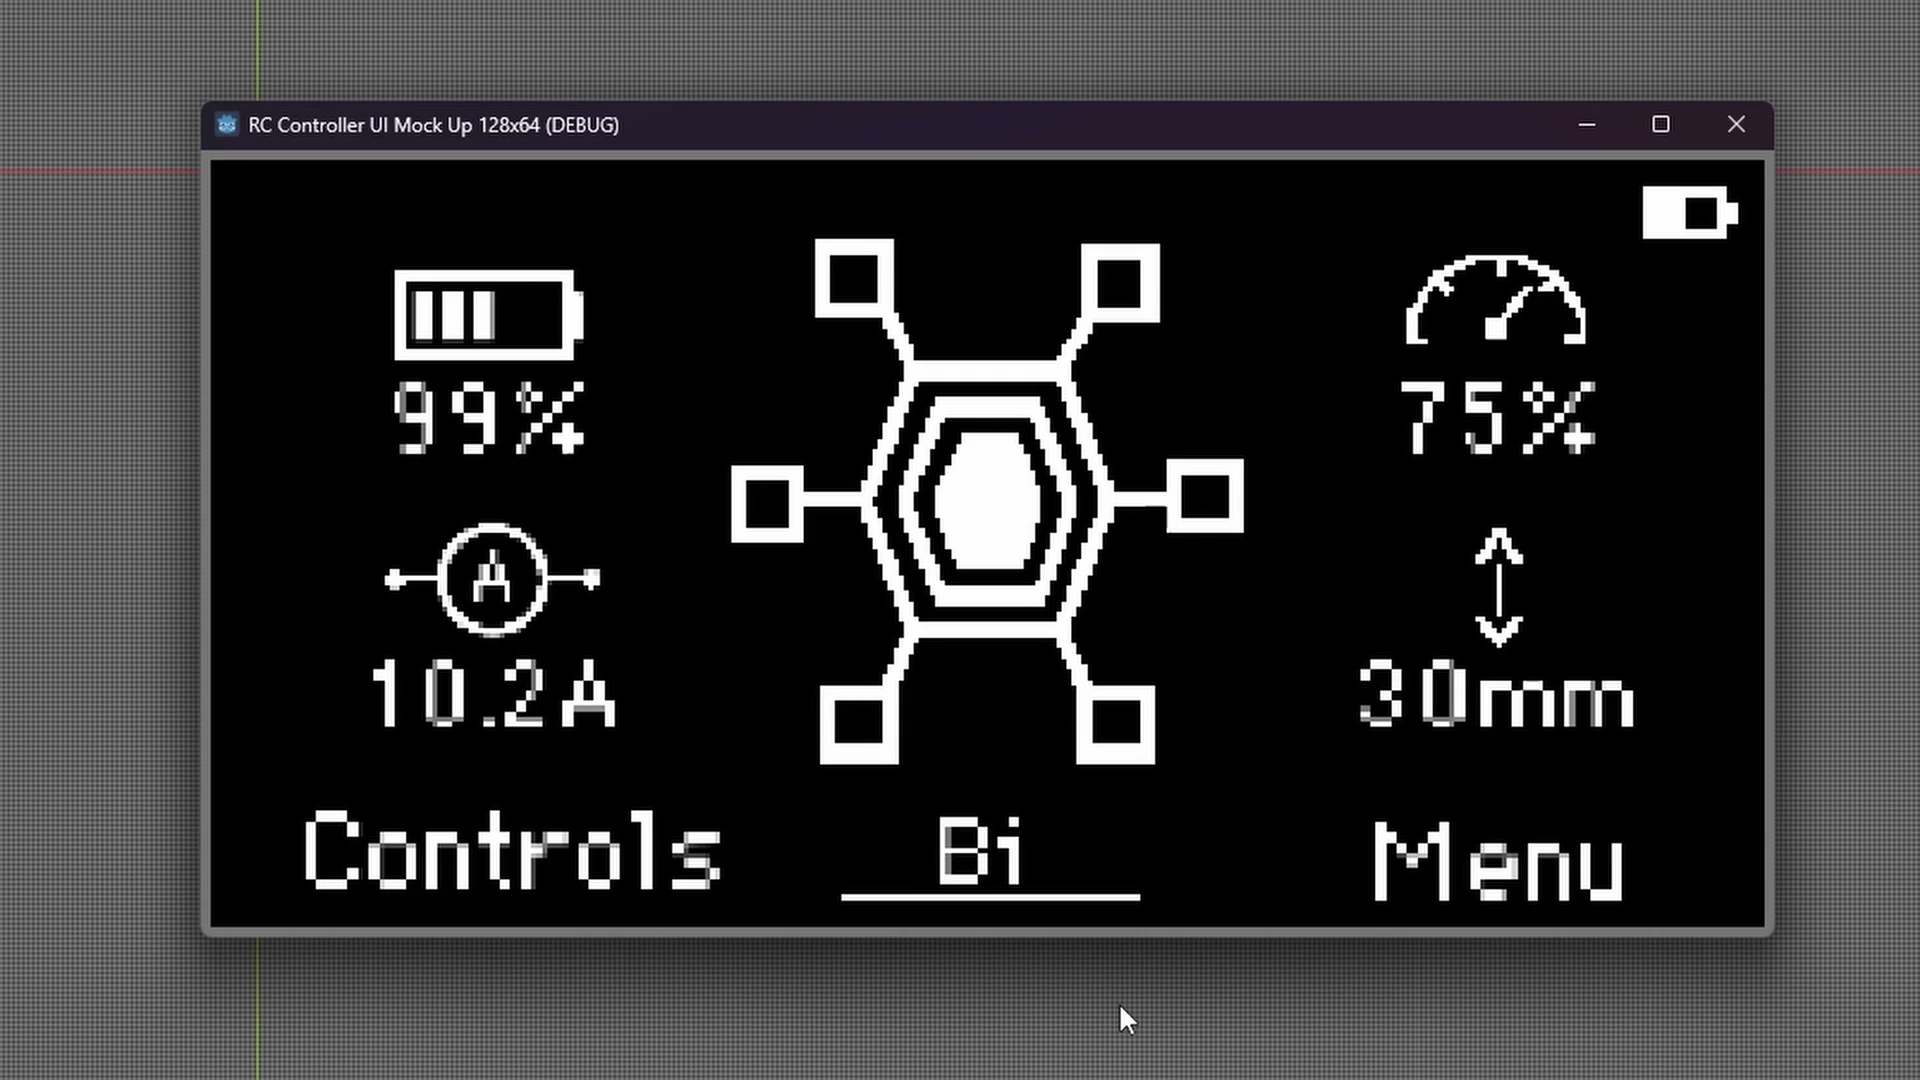 RC Controller UI Mock Up 128x64 (DEBUG)
99%
75%
A
10.2A
30mm
Controls
Bi
Menu